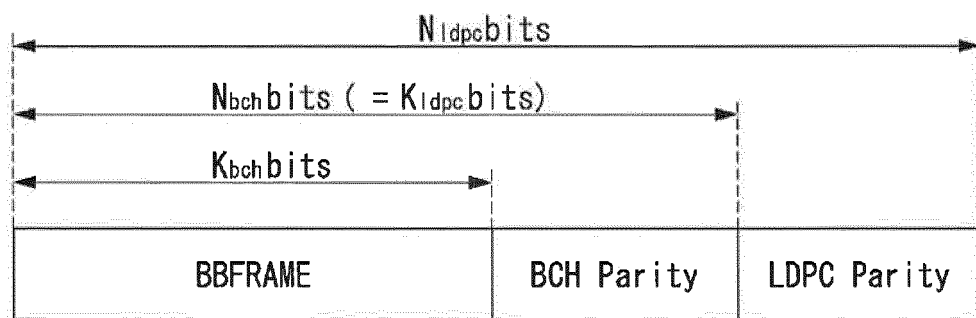 Nldpcbits
Nbchbits ( = Kldpcbits)
Kbchbits
BBFRAME BCH Parity LDPC Parity